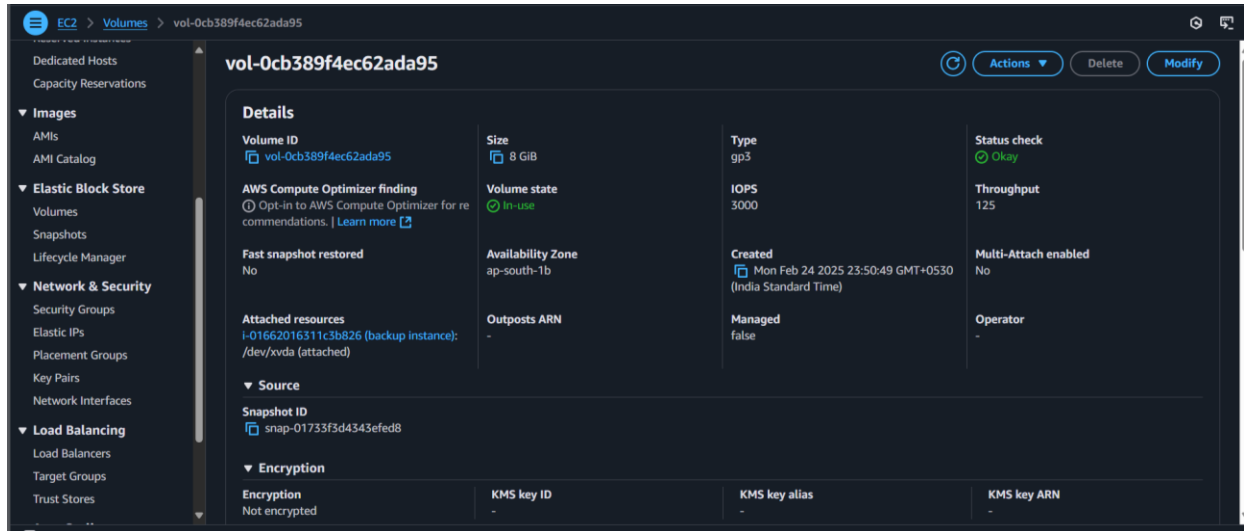 EC2 > Volumes > vol-0cb389f4ec62ada95
Dedicated Hosts
Capacity Reservations
Images
AMIs
AMI Catalog
Elastic Block Store
Volumes
Snapshots
Lifecycle Manager
Network & Security
Security Groups
Elastic IPs
Placement Groups
Key Pairs
Network Interfaces
Load Balancing
Load Balancers
Target Groups
Trust Stores
vol-0cb389f4ec62ada95
Actions
Delete
Modify
Details
Volume ID
vol-0cb389f4ec62ada95
Size
8 GiB
Type
gp3
Status check
Okay
AWS Compute Optimizer finding
Opt-in to AWS Compute Optimizer for re
commendations. | Learn more
Volume state
In-use
IOPS
3000
Throughput
125
Fast snapshot restored
No
Availability Zone
ap-south-1b
Created
Mon Feb 24 2025 23:50:49 GMT+0530
(India Standard Time)
Multi-Attach enabled
No
Attached resources
i-01662016311c3b826 (backup instance):
/dev/xvda (attached)
Outposts ARN
-
Managed
false
Operator
-
Source
Snapshot ID
snap-01733f3d4343efed8
Encryption
Encryption
Not encrypted
KMS key ID
-
KMS key alias
-
KMS key ARN
-